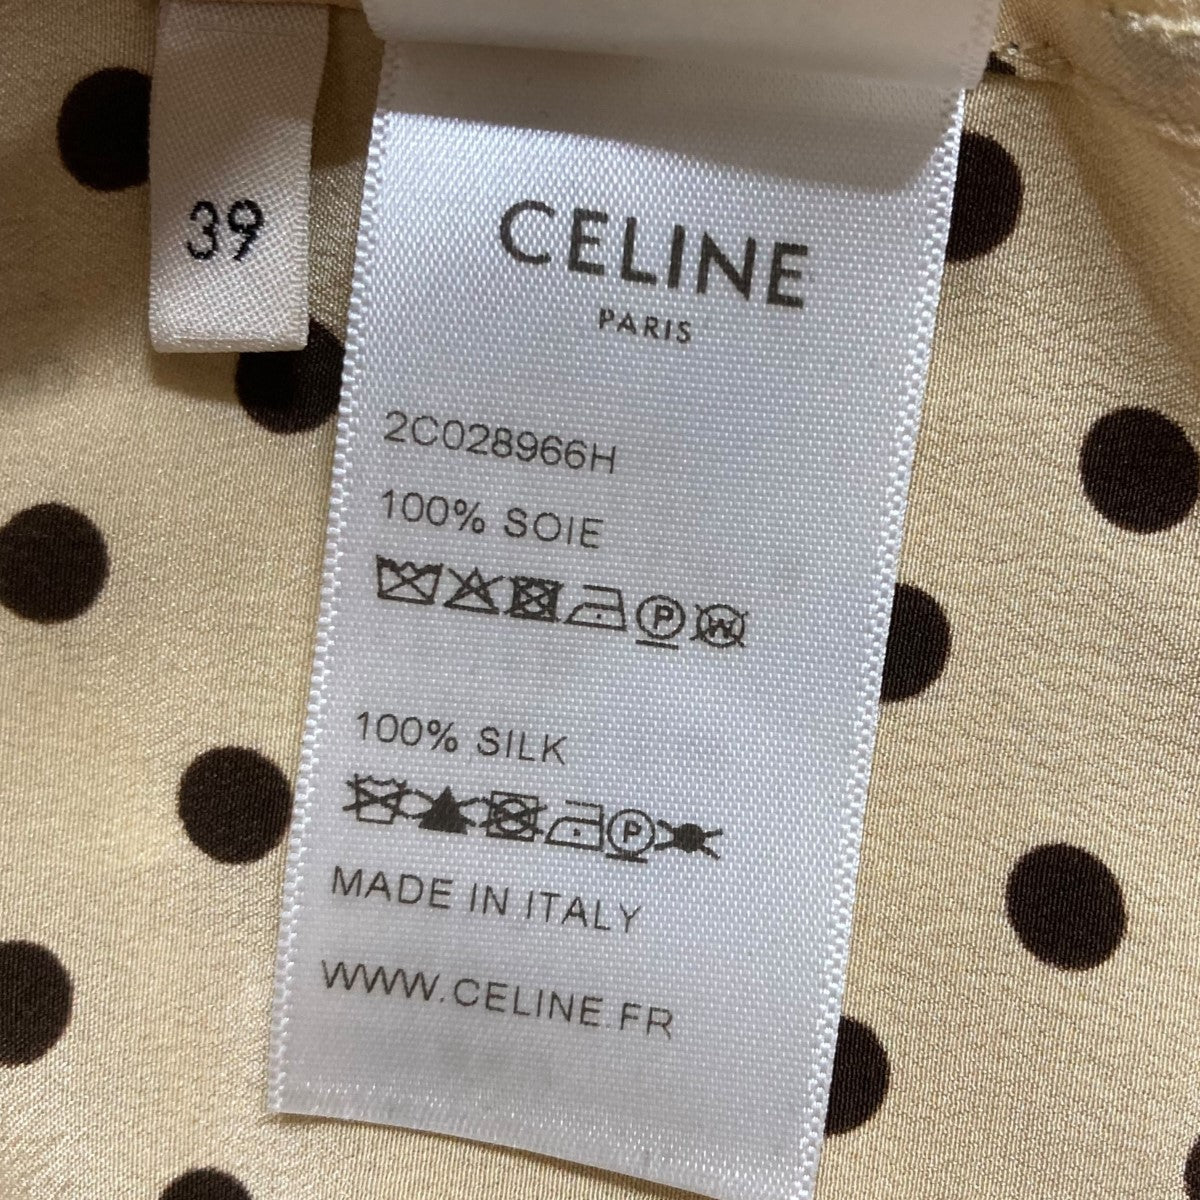 39
CELINE
PARIS
2C028966H
100% SOIE
P W
100% SILK
P
MADE IN ITALY
WWW.CELINE.FR